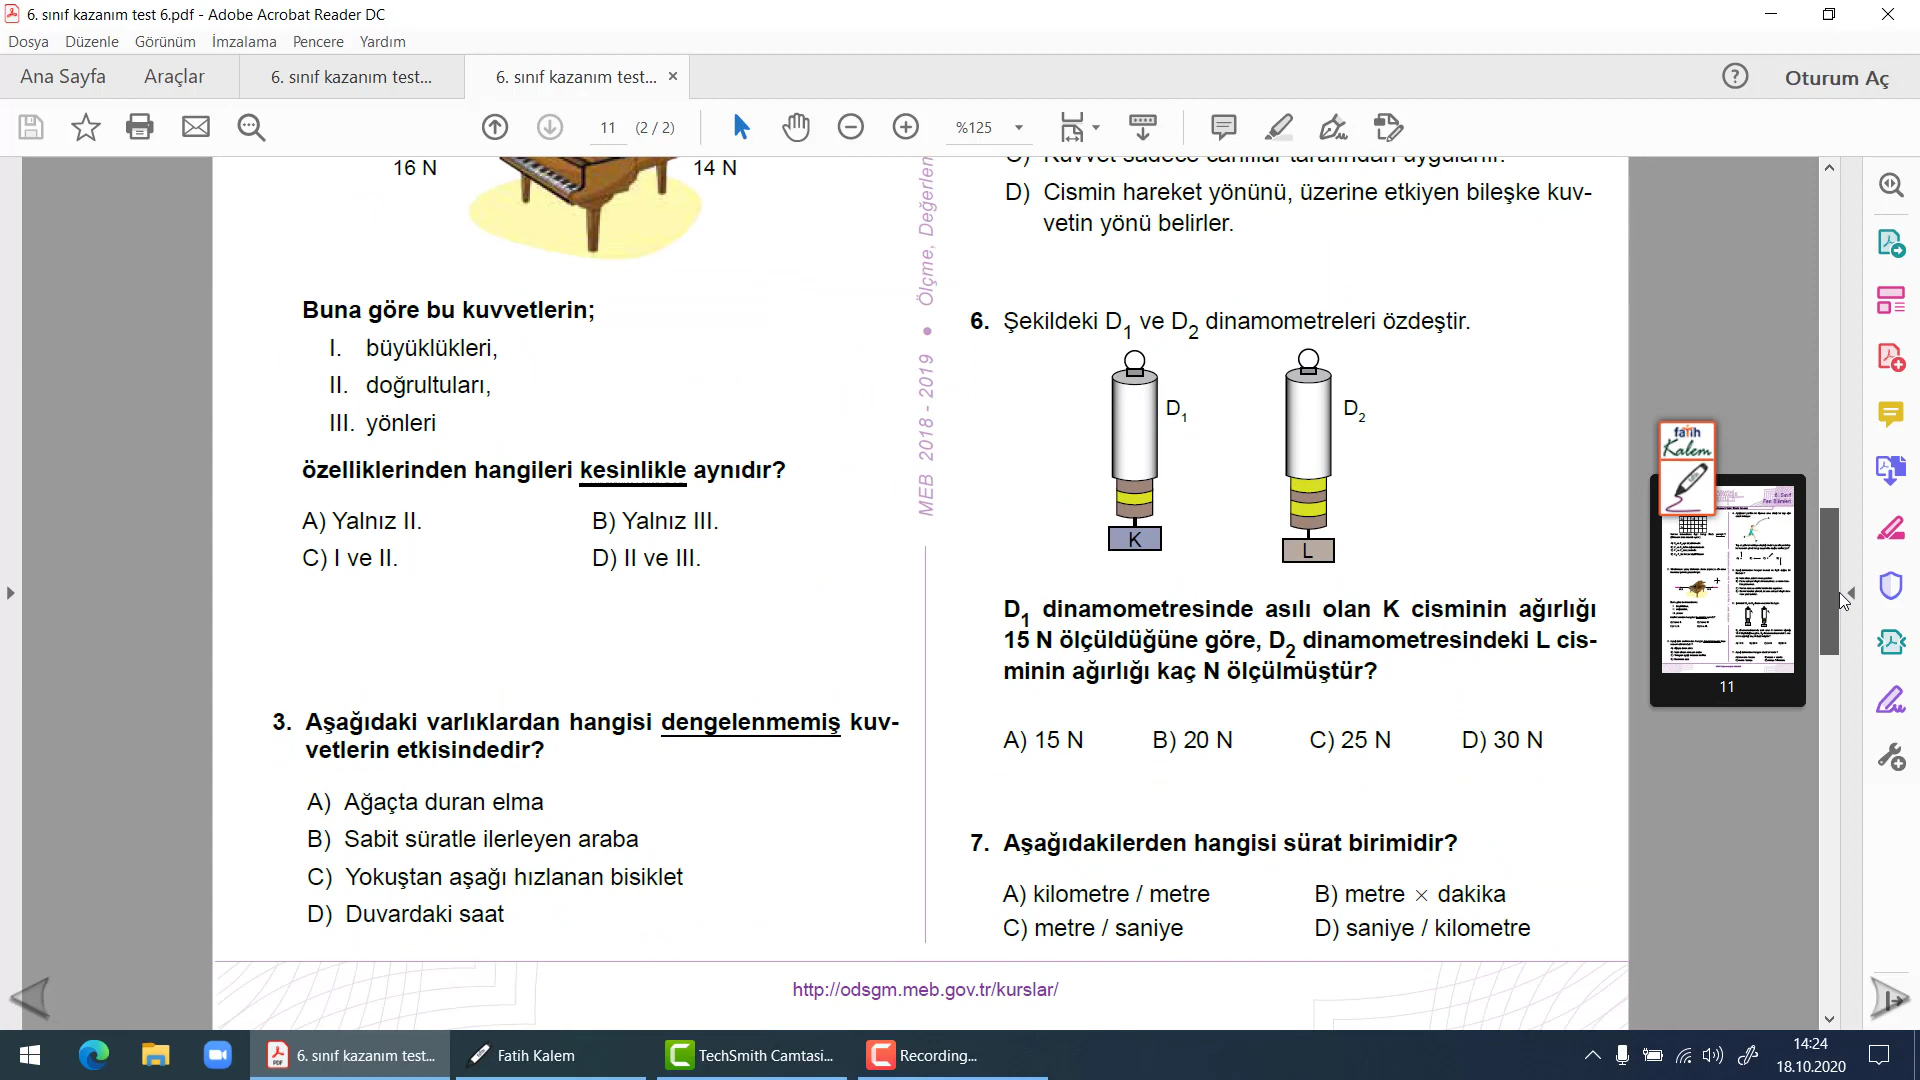 6. sınıf kazanım test 6.pdf - Adobe Acrobat Reader DC
Dosya Düzenle Görünüm İmzalama Pencere Yardım
Ana Sayfa Araçlar 6. sınıf kazanım test... 6. sınıf kazanım test... Oturum Aç
11 (2 / 2) %125
16 N 14 N
Buna göre bu kuvvetlerin;
I. büyüklükleri,
II. doğrultuları,
III. yönleri
özelliklerinden hangileri kesinlikle aynıdır?
A) Yalnız II. B) Yalnız III.
C) I ve II. D) II ve III.
3. Aşağıdaki varlıklardan hangisi dengelenmemiş kuv-
vetlerin etkisindedir?
A) Ağaçta duran elma
B) Sabit süratle ilerleyen araba
C) Yokuştan aşağı hızlanan bisiklet
D) Duvardaki saat
MEB 2018 - 2019 ● Ölçme, Değerlen
C) Kuvvet sadece canlılar tarafından uygulanır.
D) Cismin hareket yönünü, üzerine etkiyen bileşke kuv-
vetin yönü belirler.
6. Şekildeki D1 ve D2 dinamometreleri özdeştir.
D1 D2
K L
D1 dinamometresinde asılı olan K cisminin ağırlığı
15 N ölçüldüğüne göre, D2 dinamometresindeki L cis-
minin ağırlığı kaç N ölçülmüştür?
A) 15 N B) 20 N C) 25 N D) 30 N
7. Aşağıdakilerden hangisi sürat birimidir?
A) kilometre / metre B) metre × dakika
C) metre / saniye D) saniye / kilometre
http://odsgm.meb.gov.tr/kurslar/
fatih
Kalem
11
6. sınıf kazanım test... Fatih Kalem TechSmith Camtasi... Recording...
14:24
18.10.2020